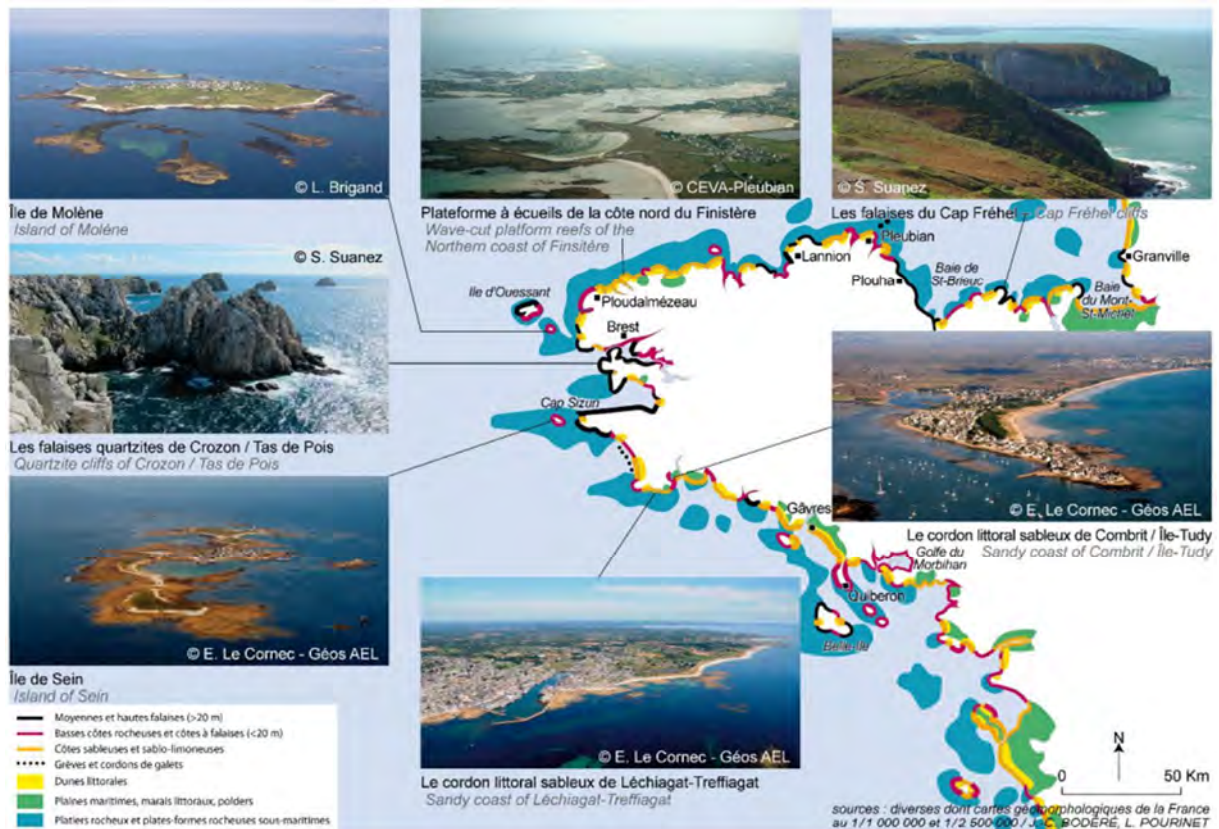 © L. Brigand
Île de Molène
Island of Molène
© CEVA-Pleubian
Plateforme à écueils de la côte nord du Finistère
Wave-cut platform reefs of the
Northern coast of Finsitère
© S. Suanez
Les falaises du Cap Fréhel - Cap Fréhel cliffs
© S. Suanez
Les falaises quartzites de Crozon / Tas de Pois
Quartzite cliffs of Crozon / Tas de Pois
© E. Le Cornec - Géos AEL
Île de Sein
Island of Sein
Ile d'Ouessant
Ploudalmézeau
Brest
Cap Sizun
Lannion
Pleubian
Plouha
Baie de
St-Brieuc
Granville
Baie
du Mont-
St-Michel
© E. Le Cornec - Géos AEL
Le cordon littoral sableux de Combrit / Île-Tudy
Sandy coast of Combrit / Île-Tudy
Gâvres
Golfe du
Morbihan
Quiberon
Belle-Ile
© E. Le Cornec - Géos AEL
Le cordon littoral sableux de Léchiagat-Treffiagat
Sandy coast of Léchiagat-Treffiagat
Moyennes et hautes falaises (>20 m)
Basses côtes rocheuses et côtes à falaises (<20 m)
Côtes sableuses et sablo-limoneuses
Grèves et cordons de galets
Dunes littorales
Plaines maritimes, marais littoraux, polders
Platiers rocheux et plates-formes rocheuses sous-maritimes
N
0 50 Km
sources : diverses dont cartes géomorphologiques de la France
au 1/1 000 000 et 1/2 500 000 / J.-C. BODÉRÉ, L. POURINET